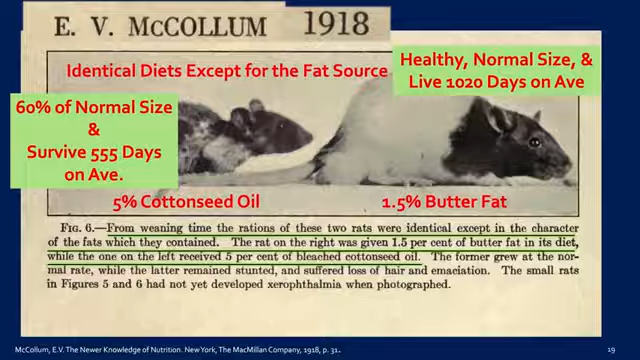 E. V. McCOLLUM 1918
Identical Diets Except for the Fat Source
Healthy, Normal Size, &
Live 1020 Days on Ave
60% of Normal Size
&
Survive 555 Days
on Ave.
5% Cottonseed Oil
1.5% Butter Fat
FIG. 6.—From weaning time the rations of these two rats were identical except in the character
of the fats which they contained. The rat on the right was given 1.5 per cent of butter fat in its diet,
while the one on the left received 5 per cent of bleached cottonseed oil. The former grew at the nor-
mal rate, while the latter remained stunted, and suffered loss of hair and emaciation. The small rats
in Figures 5 and 6 had not yet developed xerophthalmia when photographed.
McCollum, E.V. The Newer Knowledge of Nutrition. New York, The MacMillan Company, 1918, p. 31.
19